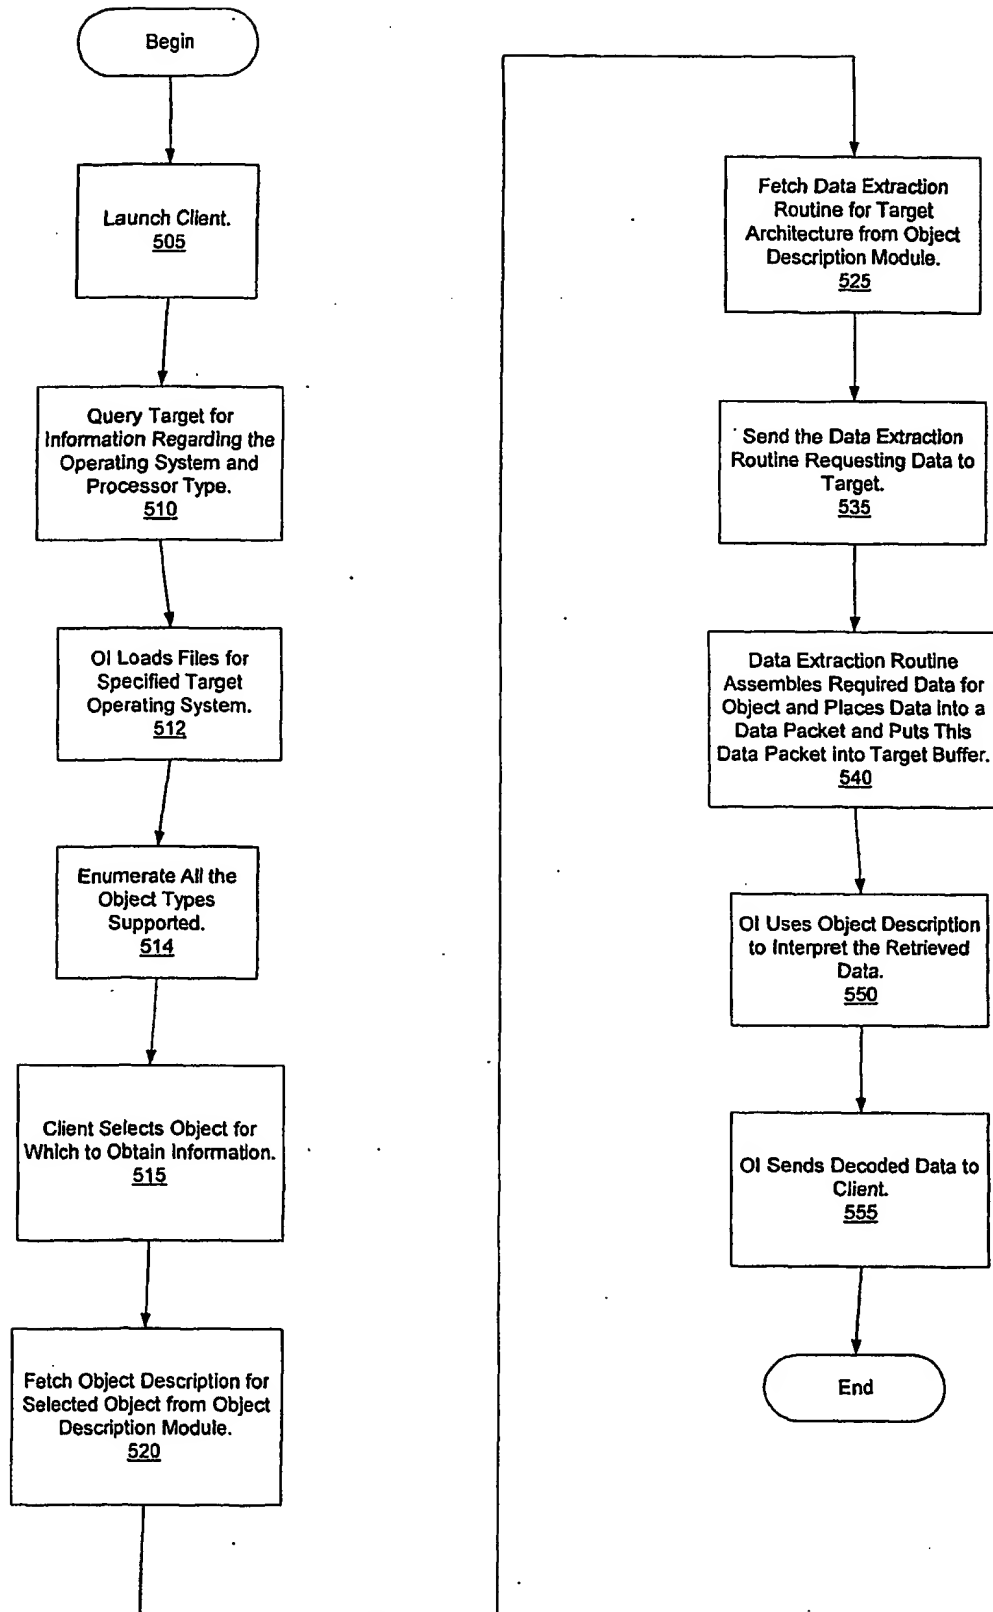 Begin
Launch Client.
505
Query Target for
Information Regarding the
Operating System and
Processor Type.
510
OI Loads Files for
Specified Target
Operating System.
512
Enumerate All the
Object Types
Supported.
514
Client Selects Object for
Which to Obtain Information.
515
Fetch Object Description for
Selected Object from Object
Description Module.
520
Fetch Data Extraction
Routine for Target
Architecture from Object
Description Module.
525
Send the Data Extraction
Routine Requesting Data to
Target.
535
Data Extraction Routine
Assembles Required Data for
Object and Places Data into a
Data Packet and Puts This
Data Packet into Target Buffer.
540
OI Uses Object Description
to Interpret the Retrieved
Data.
550
OI Sends Decoded Data to
Client.
555
End